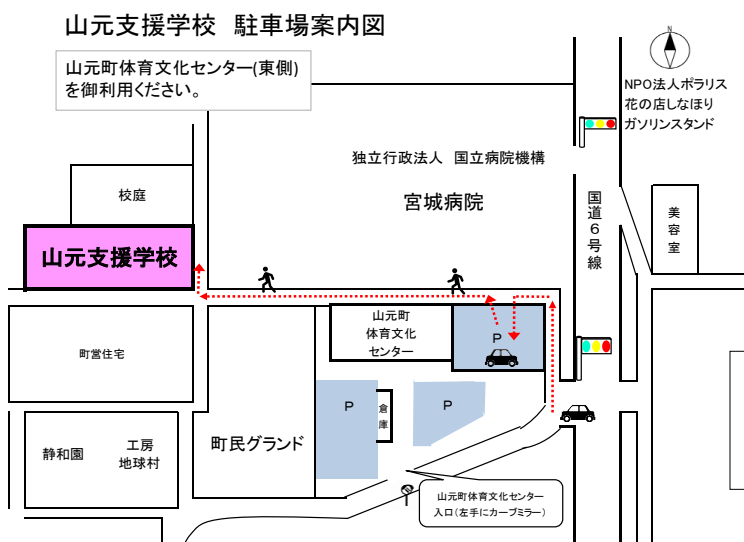 山元支援学校 駐車場案内図
山元町体育文化センター(東側)
を御利用ください。
NPO法人ポラリス
花の店しなほり
ガソリンスタンド
独立行政法人 国立病院機構
宮城病院
国道6号線
美容室
校庭
山元支援学校
山元町
体育文化
センター
P
町営住宅
P
倉庫
P
静和園
工房
地球村
町民グランド
山元町体育文化センター
入口(左手にカーブミラー)